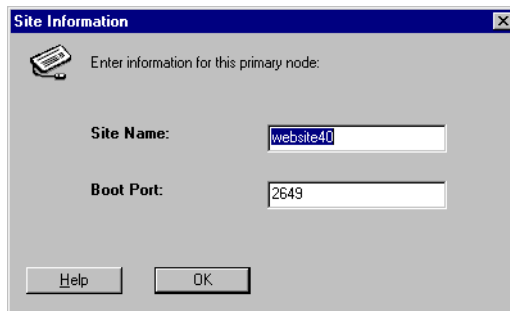 Site Information
Enter information for this primary node:
Site Name: website40
Boot Port: 2649
Help OK